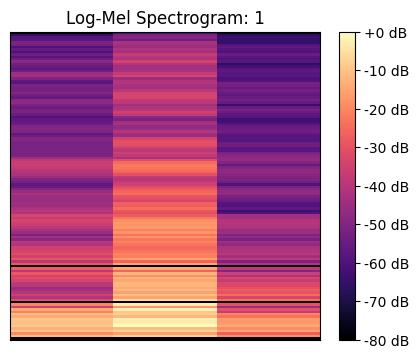 Log-Mel Spectrogram: 1
+0 dB
-10 dB
-20 dB
-30 dB
-40 dB
-50 dB
-60 dB
-70 dB
-80 dB